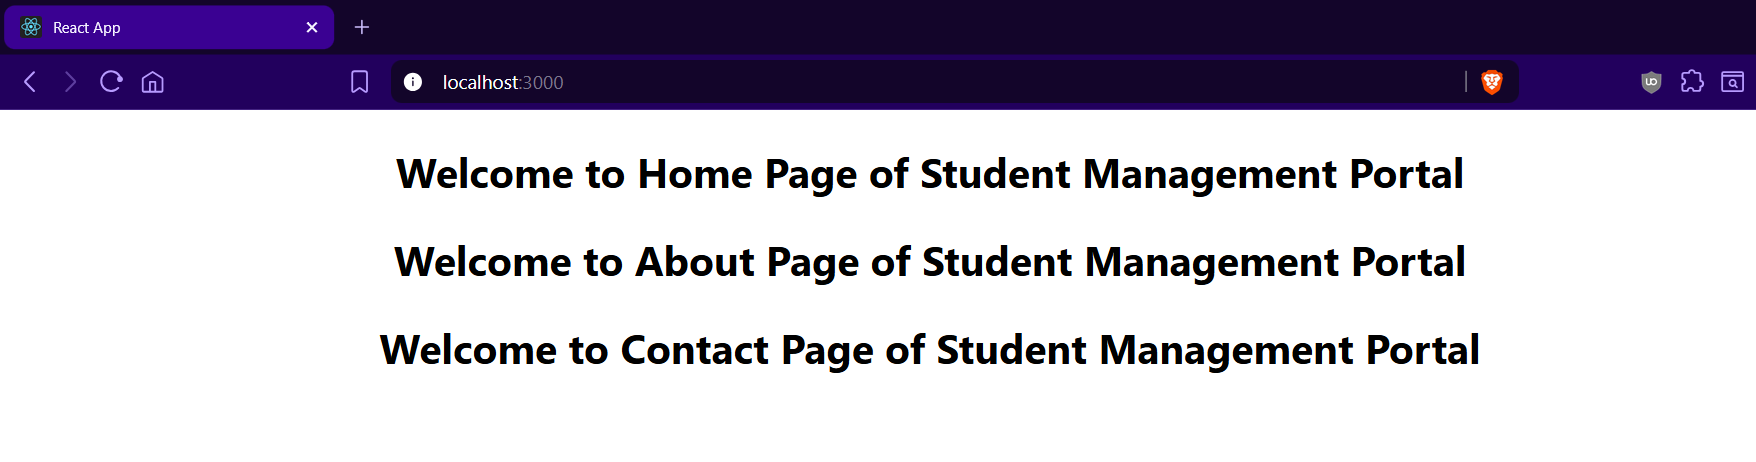 React App
localhost:3000
Welcome to Home Page of Student Management Portal
Welcome to About Page of Student Management Portal
Welcome to Contact Page of Student Management Portal